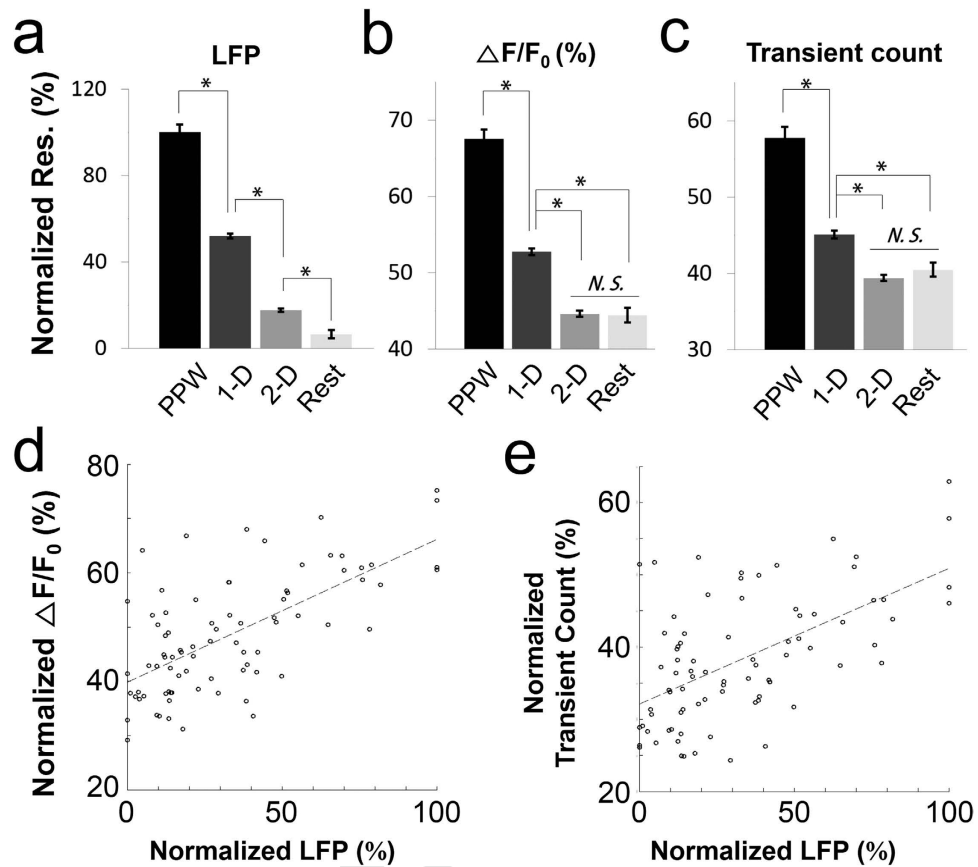 a
LFP
Normalized Res. (%)
120
80
40
0
*
*
*
PPW
1-D
2-D
Rest
b
△F/F₀ (%)
70
60
50
40
*
*
*
N. S.
PPW
1-D
2-D
Rest
c
Transient count
60
50
40
30
*
*
*
N. S.
PPW
1-D
2-D
Rest
d
Normalized △F/F₀ (%)
80
60
40
20
0
50
100
Normalized LFP (%)
e
Normalized
Transient Count (%)
60
40
20
0
50
100
Normalized LFP (%)